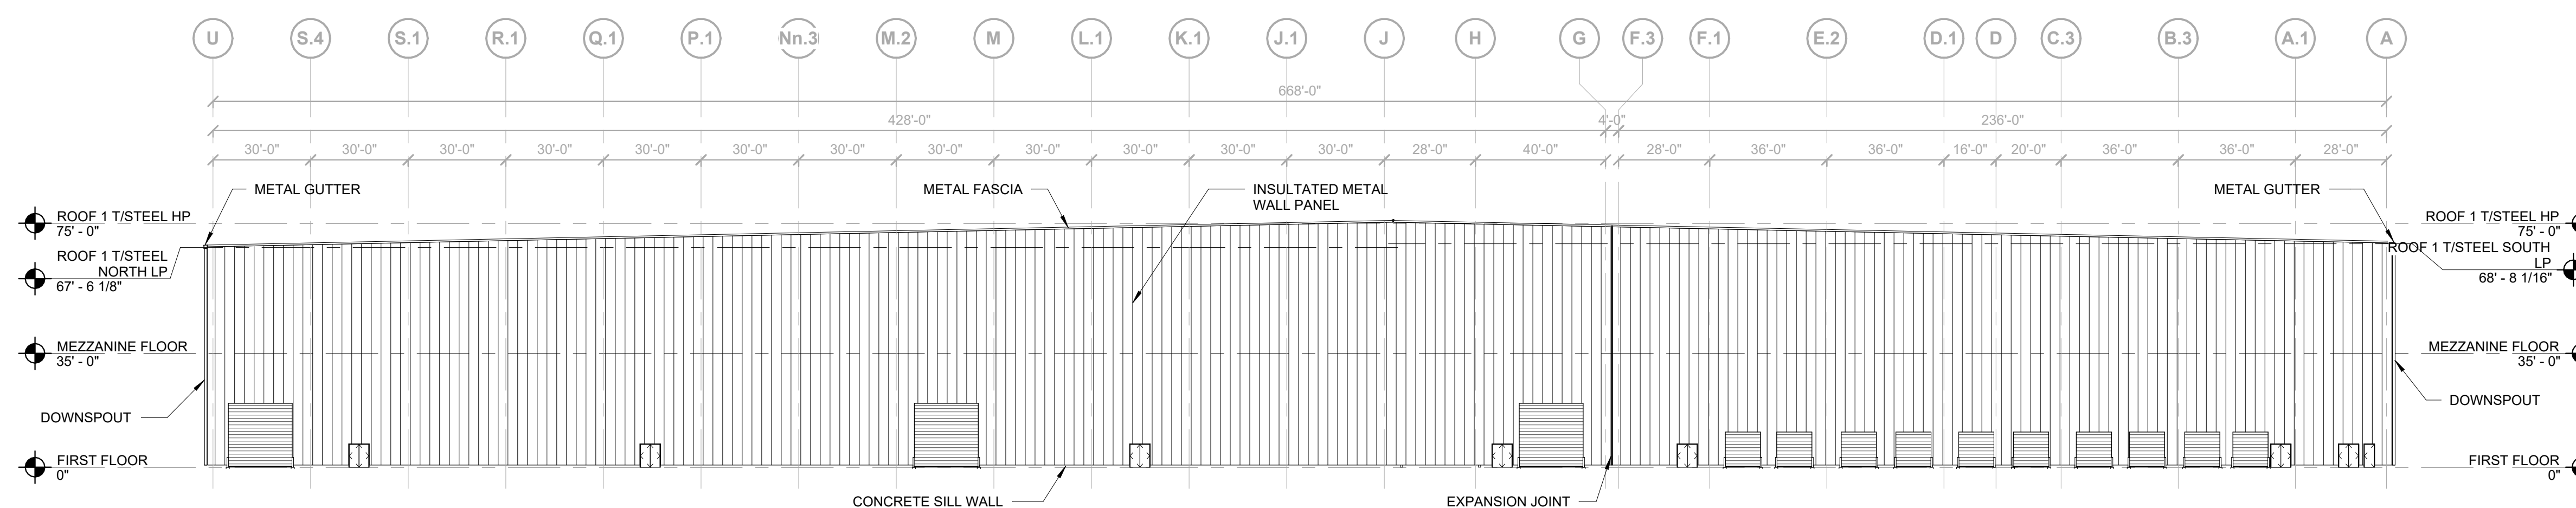 U S.4 S.1 R.1 Q.1 P.1 Nn.3 M.2 M L.1 K.1 J.1 J H G F.3 F.1 E.2 D.1 D C.3 B.3 A.1 A
668'-0"
428'-0" 4'-0" 236'-0"
30'-0" 30'-0" 30'-0" 30'-0" 30'-0" 30'-0" 30'-0" 30'-0" 30'-0" 30'-0" 30'-0" 30'-0" 28'-0" 40'-0" 28'-0" 36'-0" 36'-0" 16'-0" 20'-0" 36'-0" 36'-0" 28'-0"
METAL GUTTER
METAL FASCIA
INSULTATED METAL
WALL PANEL
METAL GUTTER
ROOF 1 T/STEEL HP
75' - 0"
ROOF 1 T/STEEL
NORTH LP
67' - 6 1/8"
MEZZANINE FLOOR
35' - 0"
DOWNSPOUT
FIRST FLOOR
0"
CONCRETE SILL WALL
EXPANSION JOINT
ROOF 1 T/STEEL HP
75' - 0"
ROOF 1 T/STEEL SOUTH
LP
68' - 8 1/16"
MEZZANINE FLOOR
35' - 0"
DOWNSPOUT
FIRST FLOOR
0"